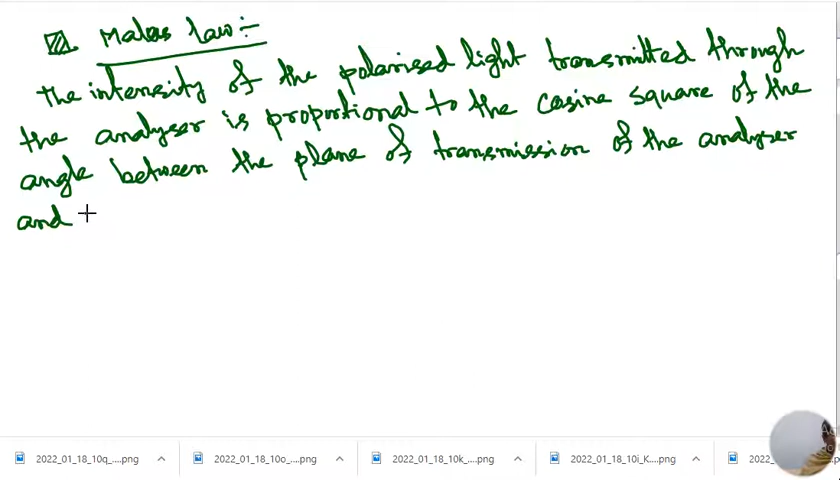 Malus law:-
the intensity of the polarised light transmitted through
the analyser is proportional to the cosine square of the
angle between the plane of transmission of the analyser
and
2022_01_18_10q_....png
2022_01_18_10o_....png
2022_01_18_10k_....png
2022_01_18_10i_K....png
2022_01_18_